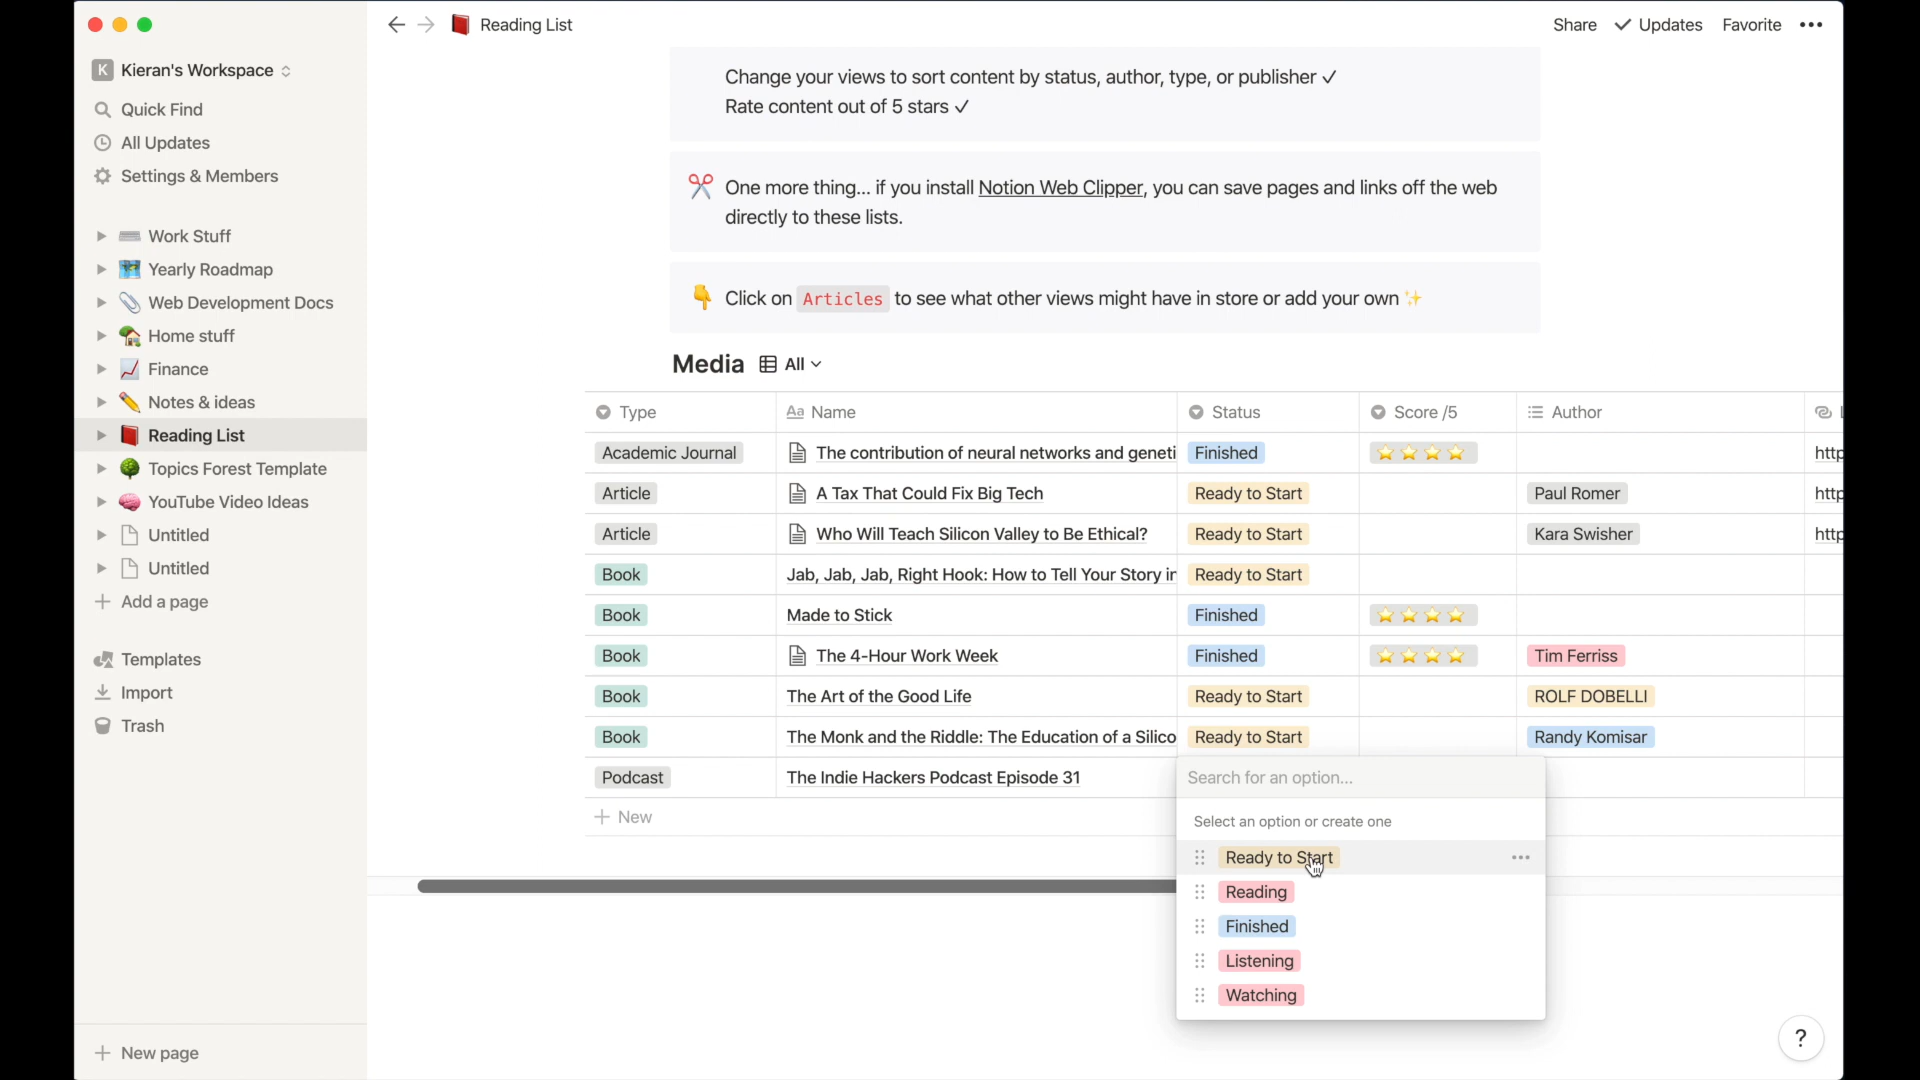 Reading List
Share
Updates
Favorite
K
Kieran's Workspace
Quick Find
All Updates
Settings & Members
Work Stuff
Yearly Roadmap
Web Development Docs
Home stuff
Finance
Notes & ideas
Reading List
Topics Forest Template
YouTube Video Ideas
Untitled
Untitled
Add a page
Templates
Import
Trash
New page
Change your views to sort content by status, author, type, or publisher ✓
Rate content out of 5 stars ✓
One more thing... if you install Notion Web Clipper, you can save pages and links off the web
directly to these lists.
Click on Articles to see what other views might have in store or add your own
Media All
Type Aa Name Status Score /5 Author
Academic Journal The contribution of neural networks and geneti Finished http
Article A Tax That Could Fix Big Tech Ready to Start Paul Romer http
Article Who Will Teach Silicon Valley to Be Ethical? Ready to Start Kara Swisher http
Book Jab, Jab, Jab, Right Hook: How to Tell Your Story in Ready to Start
Book Made to Stick Finished
Book The 4-Hour Work Week Finished Tim Ferriss
Book The Art of the Good Life Ready to Start ROLF DOBELLI
Book The Monk and the Riddle: The Education of a Silico Ready to Start Randy Komisar
Podcast The Indie Hackers Podcast Episode 31
New
Search for an option...
Select an option or create one
Ready to Start
Reading
Finished
Listening
Watching
?